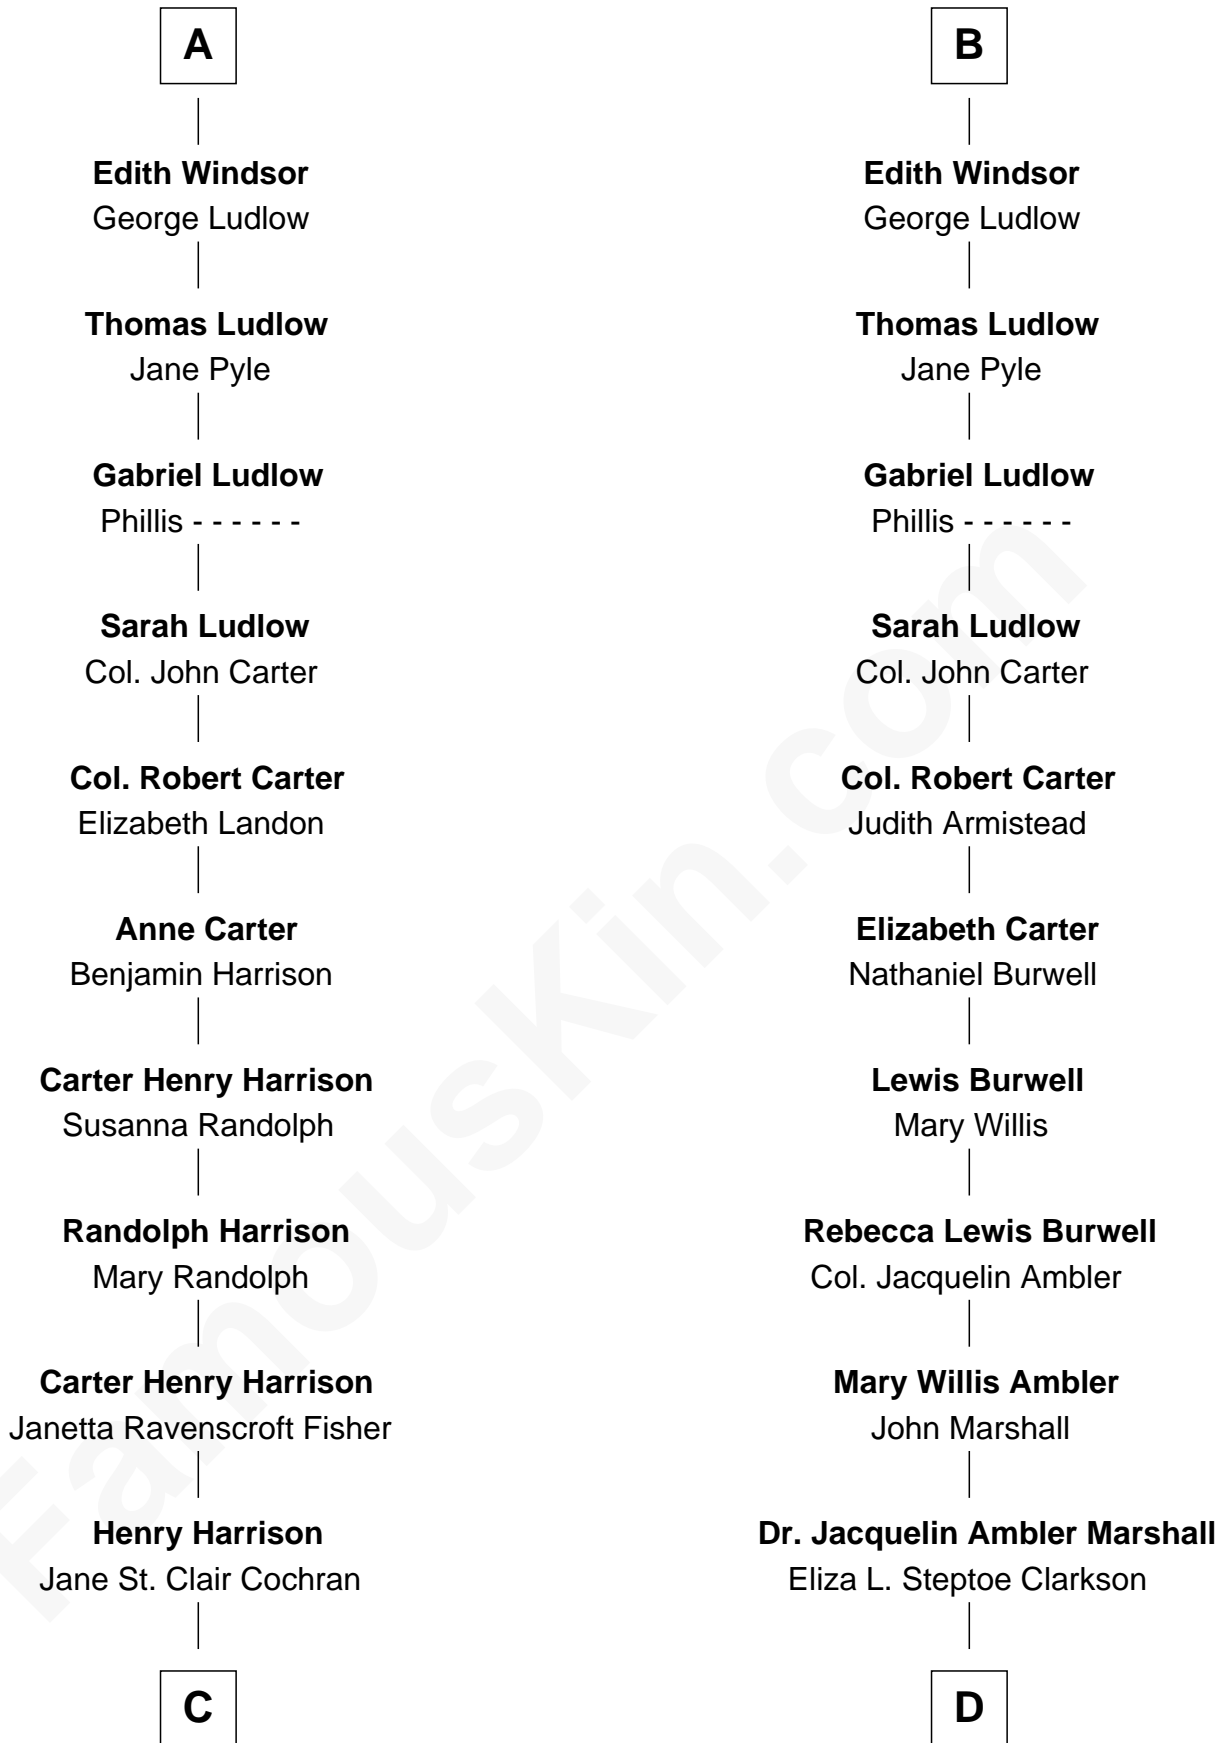 A
Edith Windsor
George Ludlow
Thomas Ludlow
Jane Pyle
Gabriel Ludlow
Phillis - - - - - -
Sarah Ludlow
Col. John Carter
Col. Robert Carter
Elizabeth Landon
Anne Carter
Benjamin Harrison
Carter Henry Harrison
Susanna Randolph
Randolph Harrison
Mary Randolph
Carter Henry Harrison
Janetta Ravenscroft Fisher
Henry Harrison
Jane St. Clair Cochran
C
B
Edith Windsor
George Ludlow
Thomas Ludlow
Jane Pyle
Gabriel Ludlow
Phillis - - - - - -
Sarah Ludlow
Col. John Carter
Col. Robert Carter
Judith Armistead
Elizabeth Carter
Nathaniel Burwell
Lewis Burwell
Mary Willis
Rebecca Lewis Burwell
Col. Jacquelin Ambler
Mary Willis Ambler
John Marshall
Dr. Jacquelin Ambler Marshall
Eliza L. Steptoe Clarkson
D
FamousKin.com